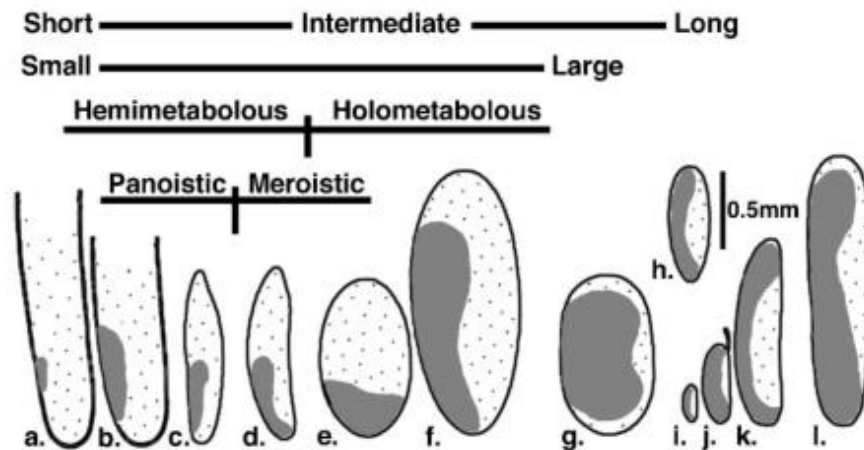 Short Intermediate Long
Small Large
Hemimetabolous Holometabolous
Panoistic Meroistic
0.5mm
h.
a. b. c. d. e. f. g. i. j. k. l.